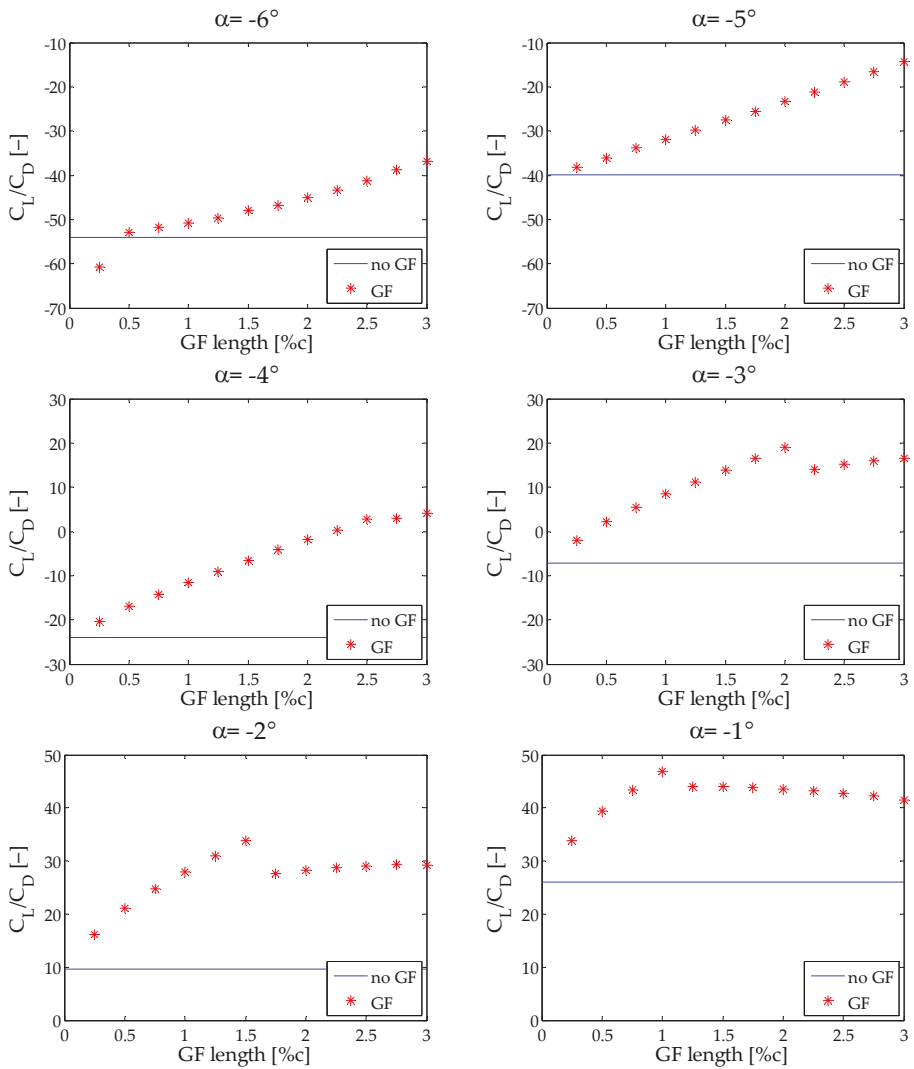 α= -6°
-10
-20
-30
-40
-50
-60
-70
C_L/C_D [−]
0 0.5 1 1.5 2 2.5 3
GF length [%c]
no GF
GF
α= -5°
-10
-20
-30
-40
-50
-60
-70
C_L/C_D [−]
0 0.5 1 1.5 2 2.5 3
GF length [%c]
no GF
GF
α= -4°
30
20
10
0
-10
-20
-30
C_L/C_D [−]
0 0.5 1 1.5 2 2.5 3
GF length [%c]
no GF
GF
α= -3°
30
20
10
0
-10
-20
-30
C_L/C_D [−]
0 0.5 1 1.5 2 2.5 3
GF length [%c]
no GF
GF
α= -2°
50
40
30
20
10
0
C_L/C_D [−]
0 0.5 1 1.5 2 2.5 3
GF length [%c]
no GF
GF
α= -1°
50
40
30
20
10
0
C_L/C_D [−]
0 0.5 1 1.5 2 2.5 3
GF length [%c]
no GF
GF